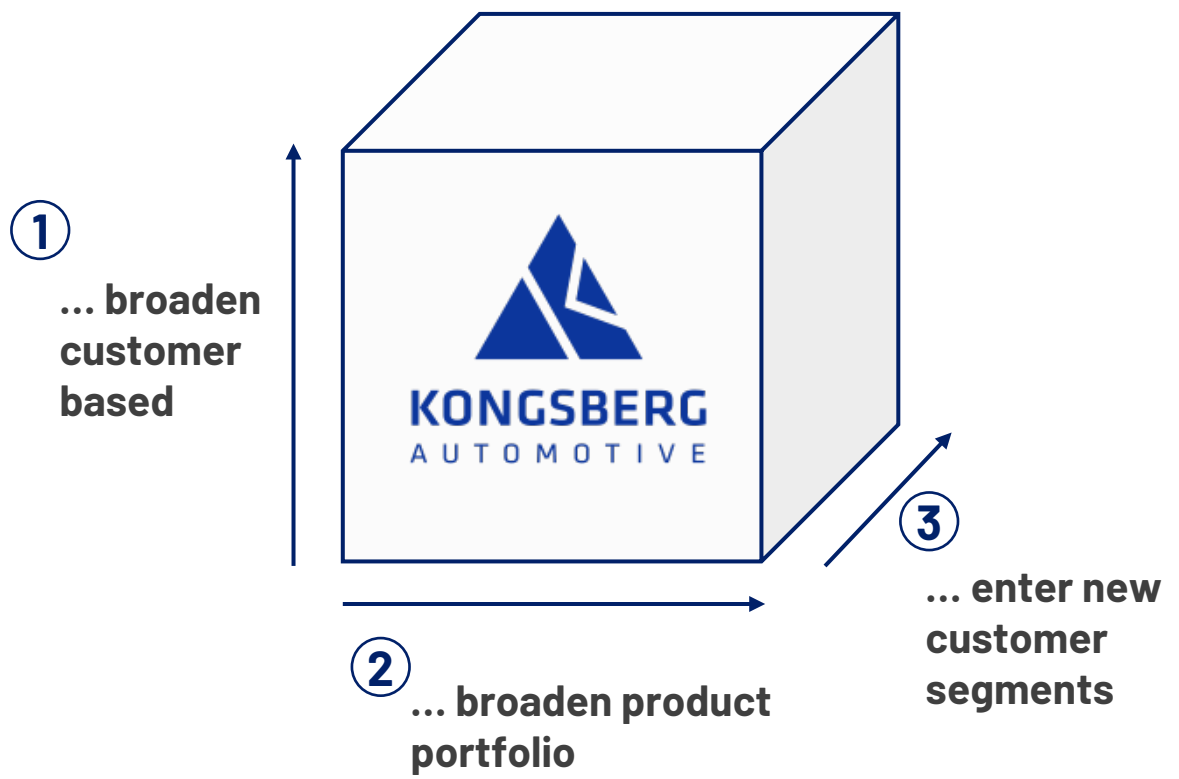 1
... broaden
customer
based
KONGSBERG
AUTOMOTIVE
2
... broaden product
portfolio
3
... enter new
customer
segments